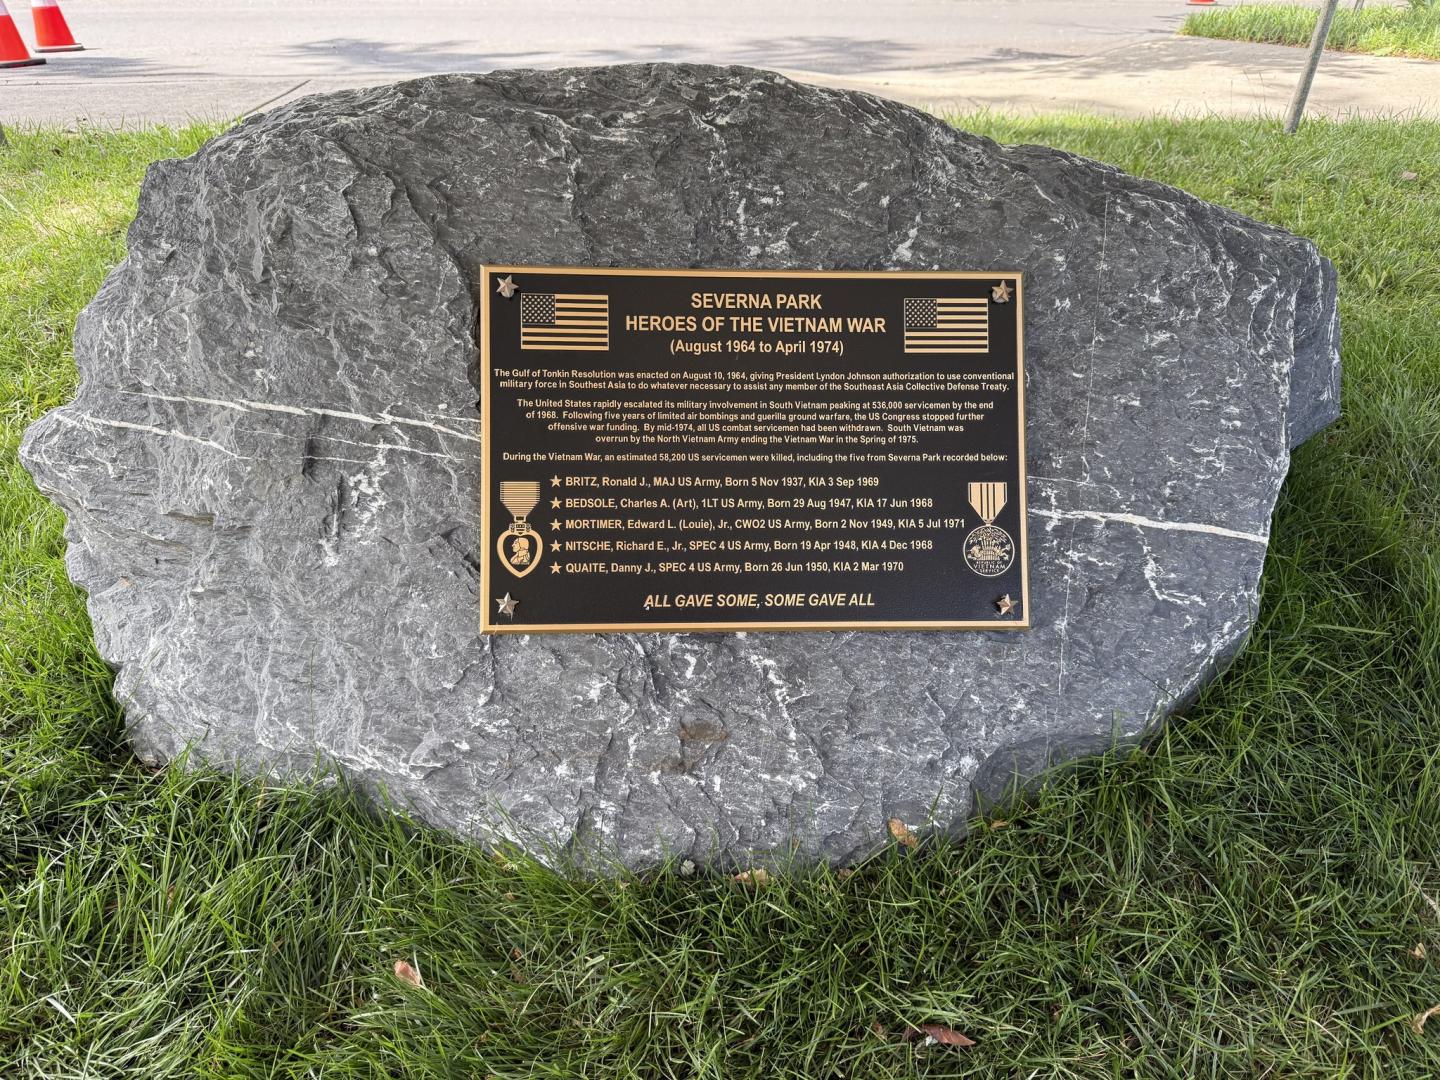 SEVERNA PARK
HEROES OF THE VIETNAM WAR
(August 1964 to April 1974)
The Gulf of Tonkin Resolution was enacted on August 10, 1964, giving President Lyndon Johnson authorization to use conventional
military force in Southest Asia to do whatever necessary to assist any member of the Southeast Asia Collective Defense Treaty.
The United States rapidly escalated its military involvement in South Vietnam peaking at 536,000 servicemen by the end
of 1968. Following five years of limited air bombings and guerilla ground warfare, the US Congress stopped further
offensive war funding. By mid-1974, all US combat servicemen had been withdrawn. South Vietnam was
overrun by the North Vietnam Army ending the Vietnam War in the Spring of 1975.
During the Vietnam War, an estimated 58,200 US servicemen were killed, including the five from Severna Park recorded below:
BRITZ, Ronald J., MAJ US Army, Born 5 Nov 1937, KIA 3 Sep 1969
BEDSOLE, Charles A. (Art), 1LT US Army, Born 29 Aug 1947, KIA 17 Jun 1968
MORTIMER, Edward L. (Louie), Jr., CWO2 US Army, Born 2 Nov 1949, KIA 5 Jul 1971
NITSCHE, Richard E., Jr., SPEC 4 US Army, Born 19 Apr 1948, KIA 4 Dec 1968
QUAITE, Danny J., SPEC 4 US Army, Born 26 Jun 1950, KIA 2 Mar 1970
REPUBLIC OF
VIETNAM
SERVICE
ALL GAVE SOME, SOME GAVE ALL